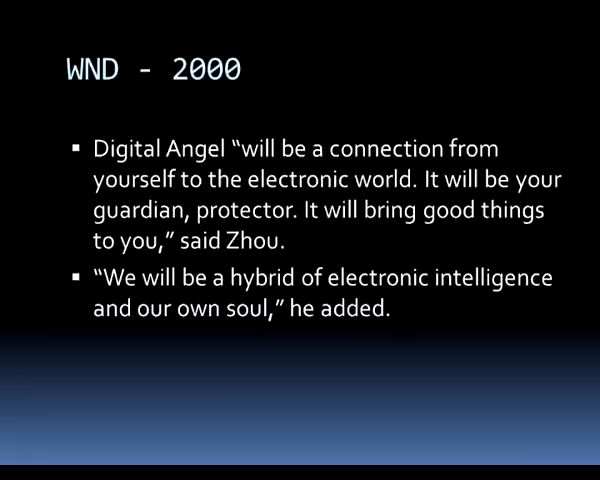 WND - 2000
▪ Digital Angel “will be a connection from
yourself to the electronic world. It will be your
guardian, protector. It will bring good things
to you,” said Zhou.
▪ “We will be a hybrid of electronic intelligence
and our own soul,” he added.